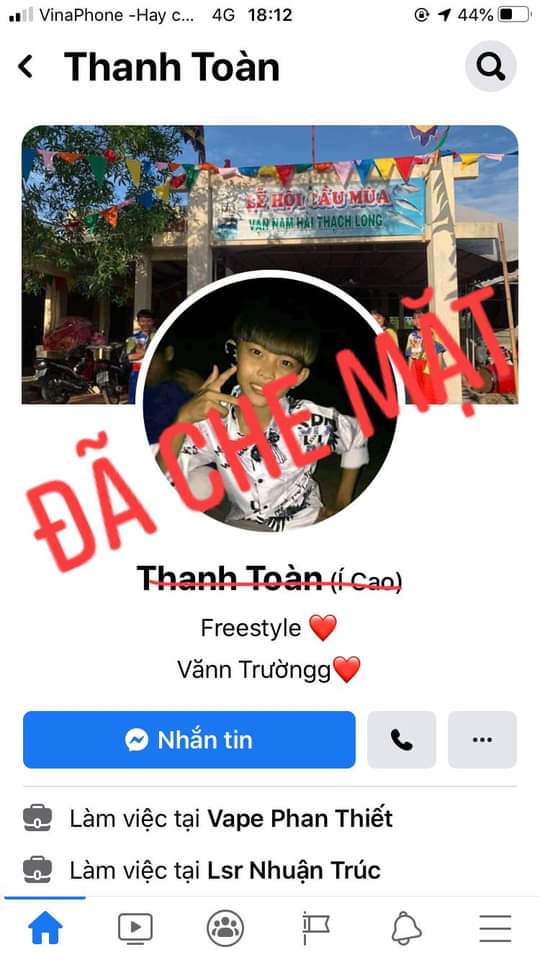 VinaPhone -Hay c... 4G 18:12 44%
Thanh Toàn
LỄ HỘI CẦU MÙA
VẠN NAM HẢI THẠCH LONG
ĐÃ CHE MẶT
Thanh Toàn (Í Cao)
Freestyle ❤️
Vănn Trườngg❤️
Nhắn tin
Làm việc tại Vape Phan Thiết
Làm việc tại Lsr Nhuận Trúc